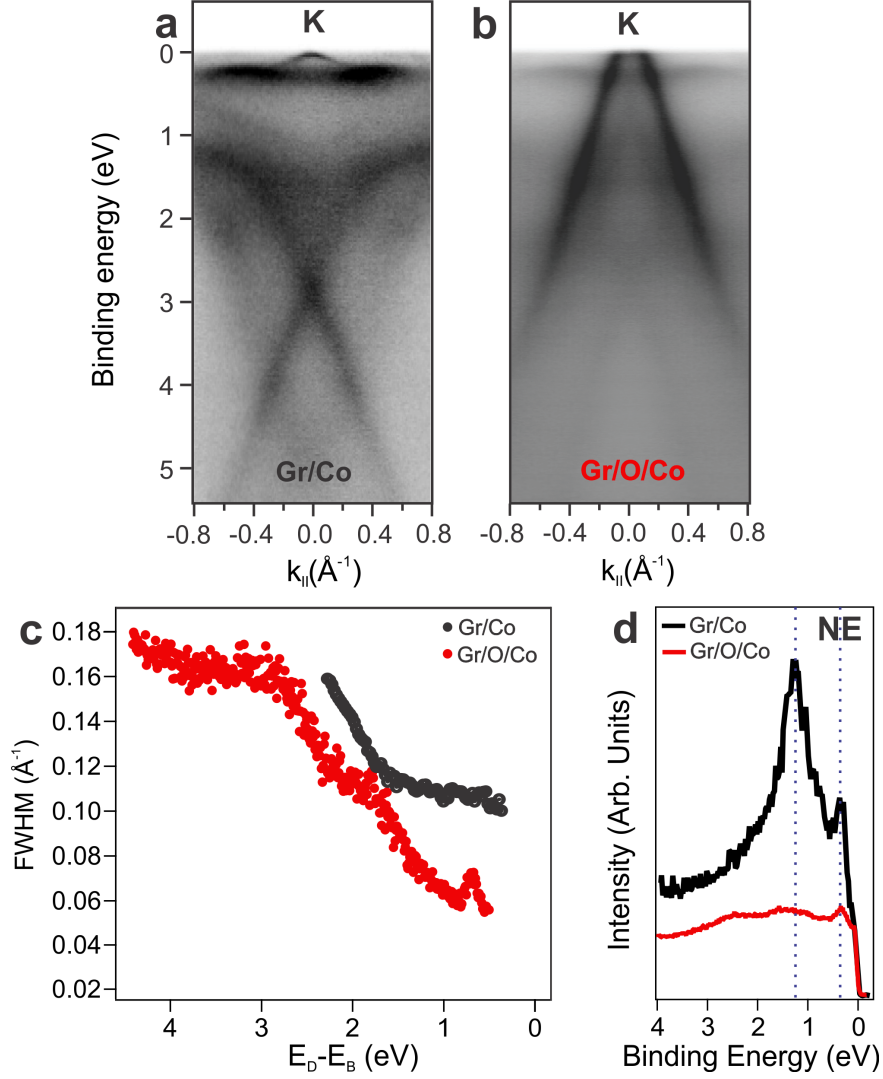 a
K
b
K
Binding energy (eV)
0
1
2
3
4
5
Gr/Co
Gr/O/Co
-0.8 -0.4 0.0 0.4 0.8
-0.8 -0.4 0.0 0.4 0.8
k||(Å-1)
k||(Å-1)
c
Gr/Co
Gr/O/Co
FWHM (Å-1)
0.18
0.16
0.14
0.12
0.10
0.08
0.06
0.04
0.02
4 3 2 1 0
ED-EB (eV)
d
NE
Gr/Co
Gr/O/Co
Intensity (Arb. Units)
4 3 2 1 0
Binding Energy (eV)